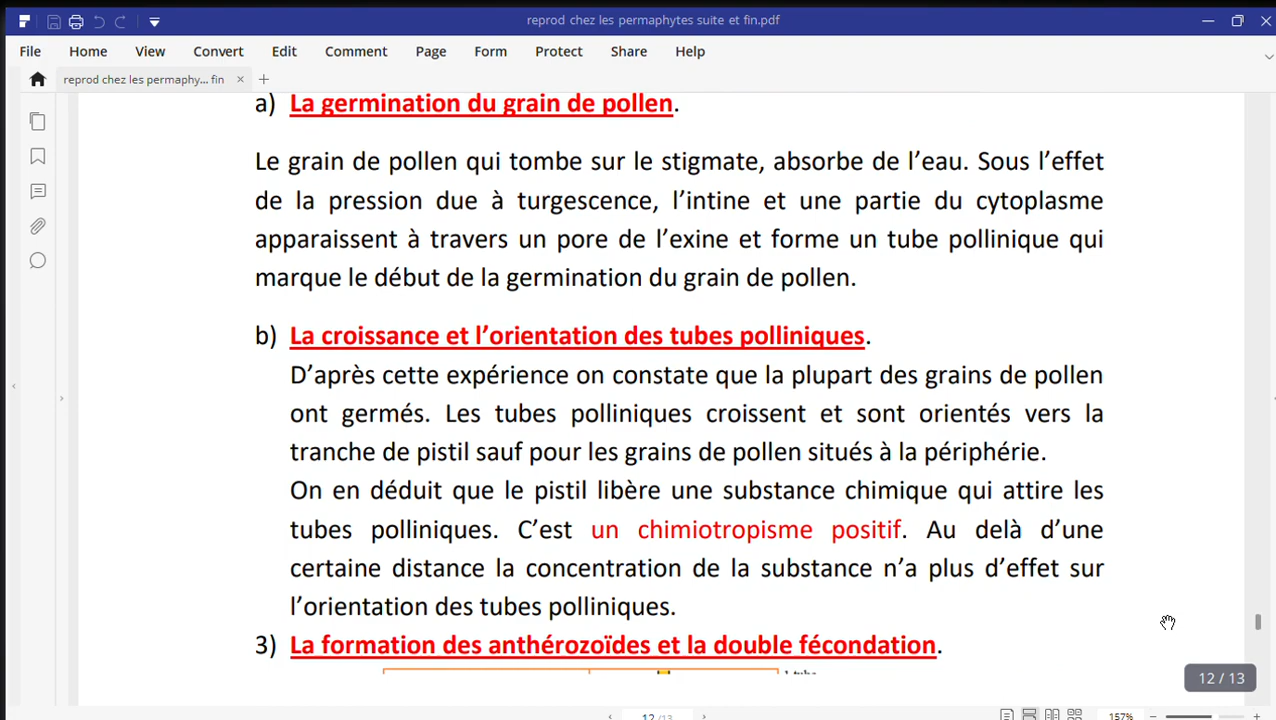 reprod chez les permaphytes suite et fin.pdf
File Home View Convert Edit Comment Page Form Protect Share Help
reprod chez les permaphy... fin × +
a) La germination du grain de pollen.
Le grain de pollen qui tombe sur le stigmate, absorbe de l’eau. Sous l’effet
de la pression due à turgescence, l’intine et une partie du cytoplasme
apparaissent à travers un pore de l’exine et forme un tube pollinique qui
marque le début de la germination du grain de pollen.
b) La croissance et l’orientation des tubes polliniques.
D’après cette expérience on constate que la plupart des grains de pollen
ont germés. Les tubes polliniques croissent et sont orientés vers la
tranche de pistil sauf pour les grains de pollen situés à la périphérie.
On en déduit que le pistil libère une substance chimique qui attire les
tubes polliniques. C’est un chimiotropisme positif. Au delà d’une
certaine distance la concentration de la substance n’a plus d’effet sur
l’orientation des tubes polliniques.
3) La formation des anthérozoïdes et la double fécondation.
12 / 13
12 /13 157%